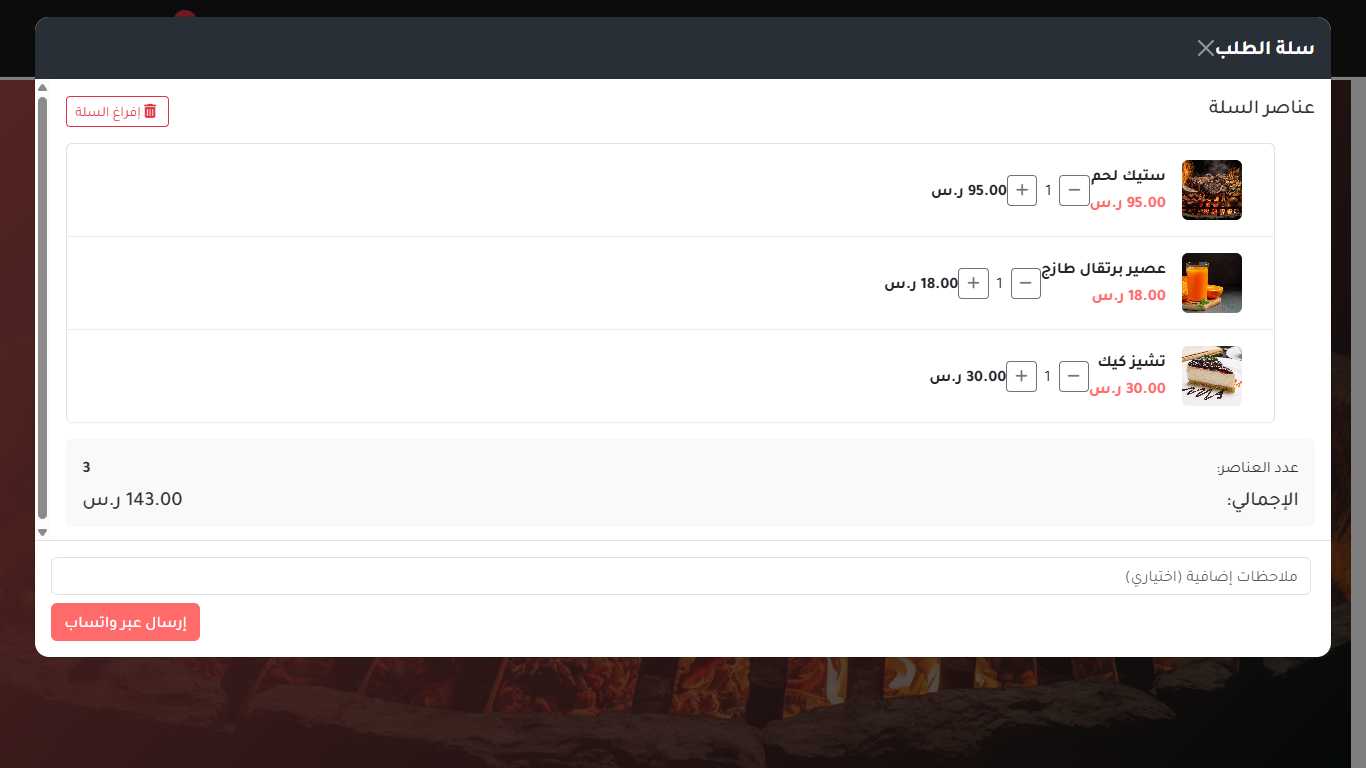 سلة الطلب
عناصر السلة
إفراغ السلة
ستيك لحم
95.00 ر.س
1
95.00 ر.س
عصير برتقال طازج
18.00 ر.س
1
18.00 ر.س
تشيز كيك
30.00 ر.س
1
30.00 ر.س
عدد العناصر: 3
الإجمالي: 143.00 ر.س
ملاحظات إضافية (اختياري)
إرسال عبر واتساب